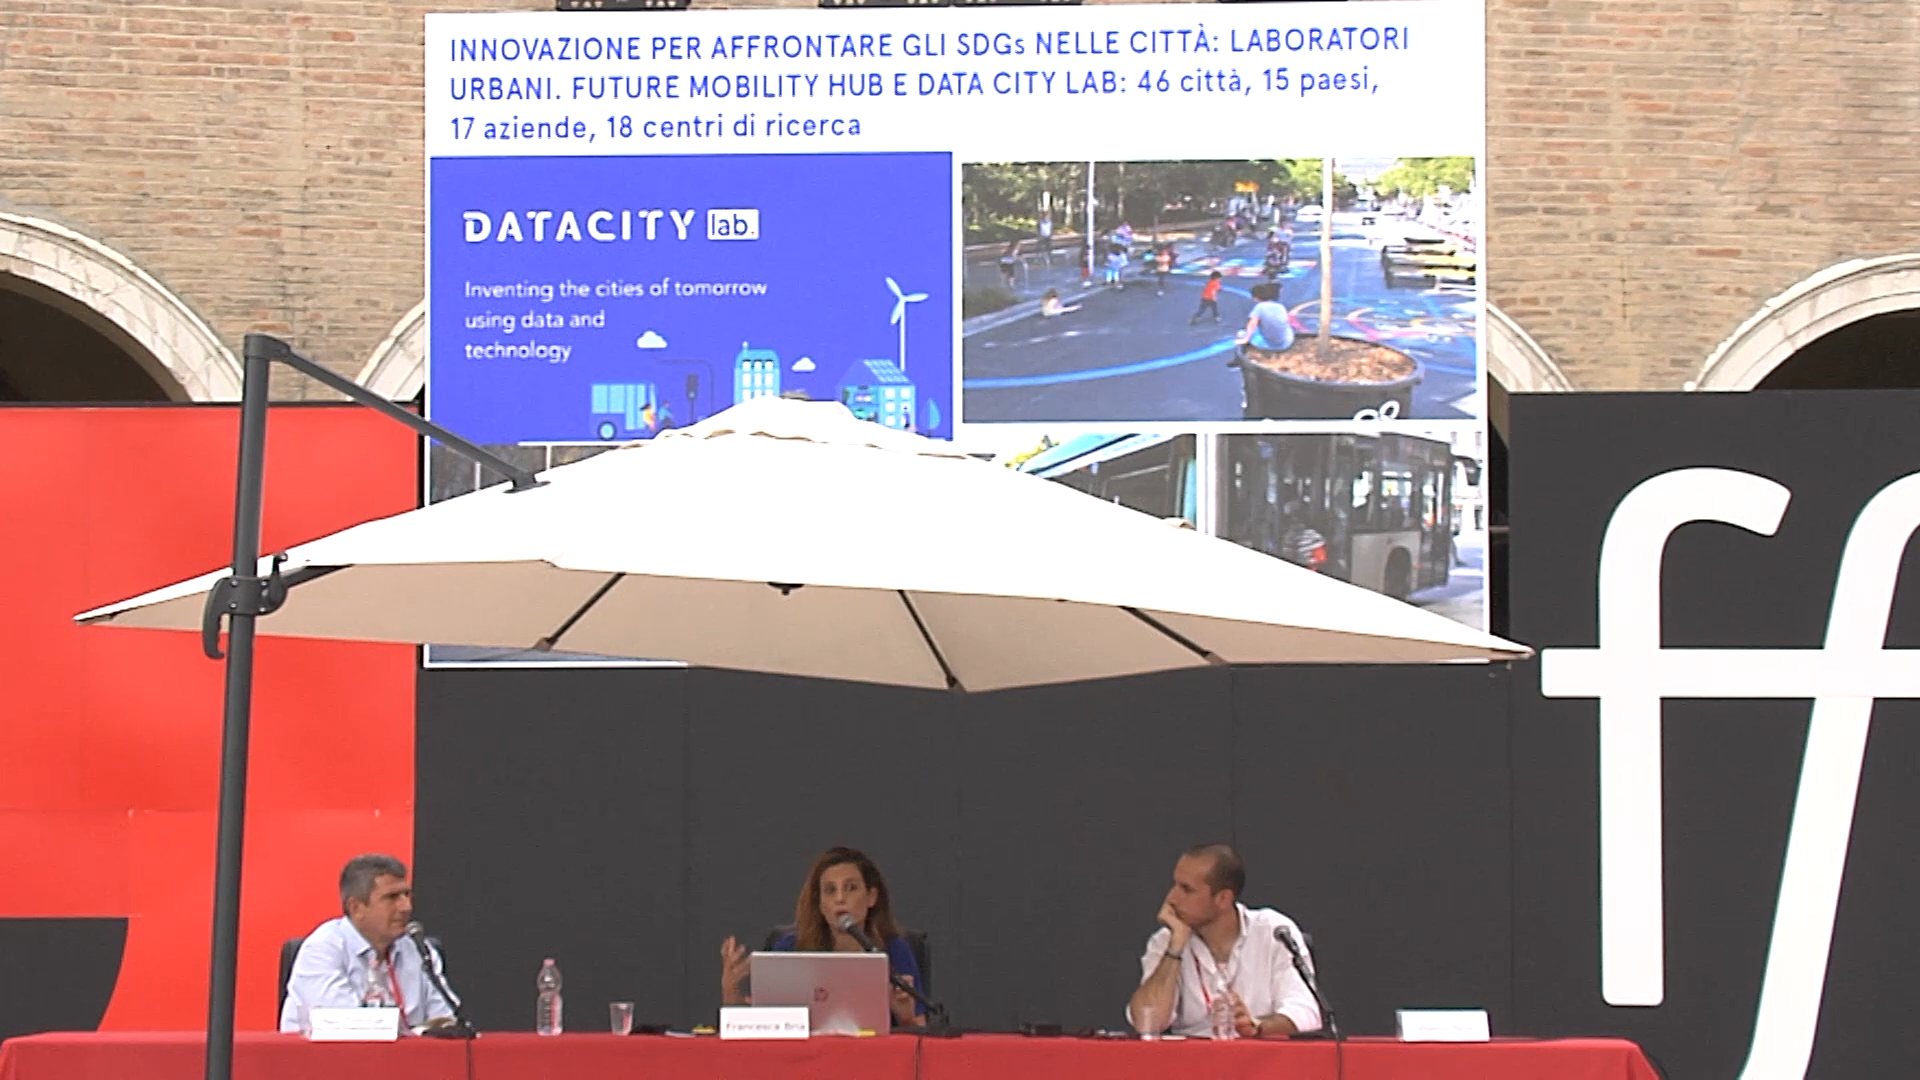 INNOVAZIONE PER AFFRONTARE GLI SDGs NELLE CITTÀ: LABORATORI
URBANI. FUTURE MOBILITY HUB E DATA CITY LAB: 46 città, 15 paesi,
17 aziende, 18 centri di ricerca
DATACITY lab.
Inventing the cities of tomorrow
using data and
technology
ff
Francesca Bria